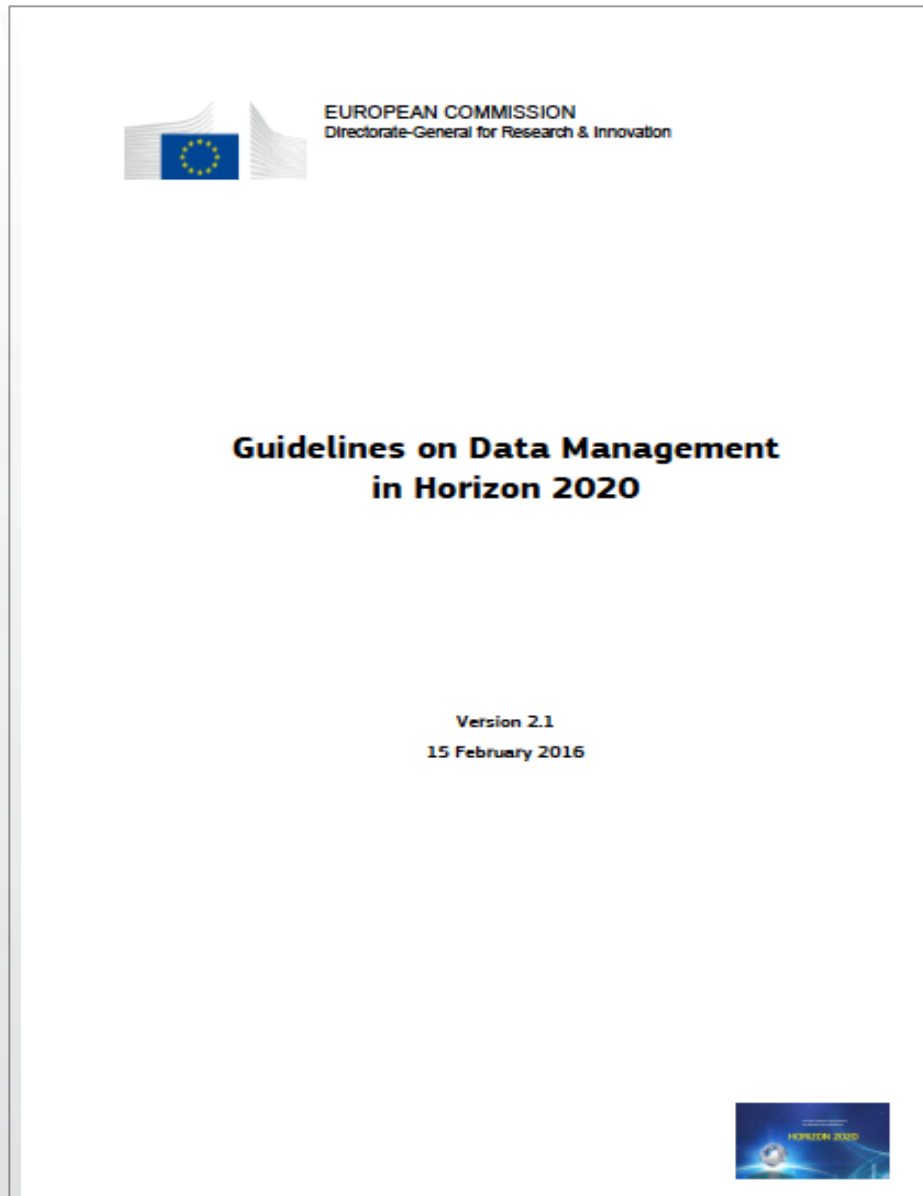 EUROPEAN COMMISSION
Directorate-General for Research & Innovation
Guidelines on Data Management
in Horizon 2020
Version 2.1
15 February 2016
HORIZON 2020